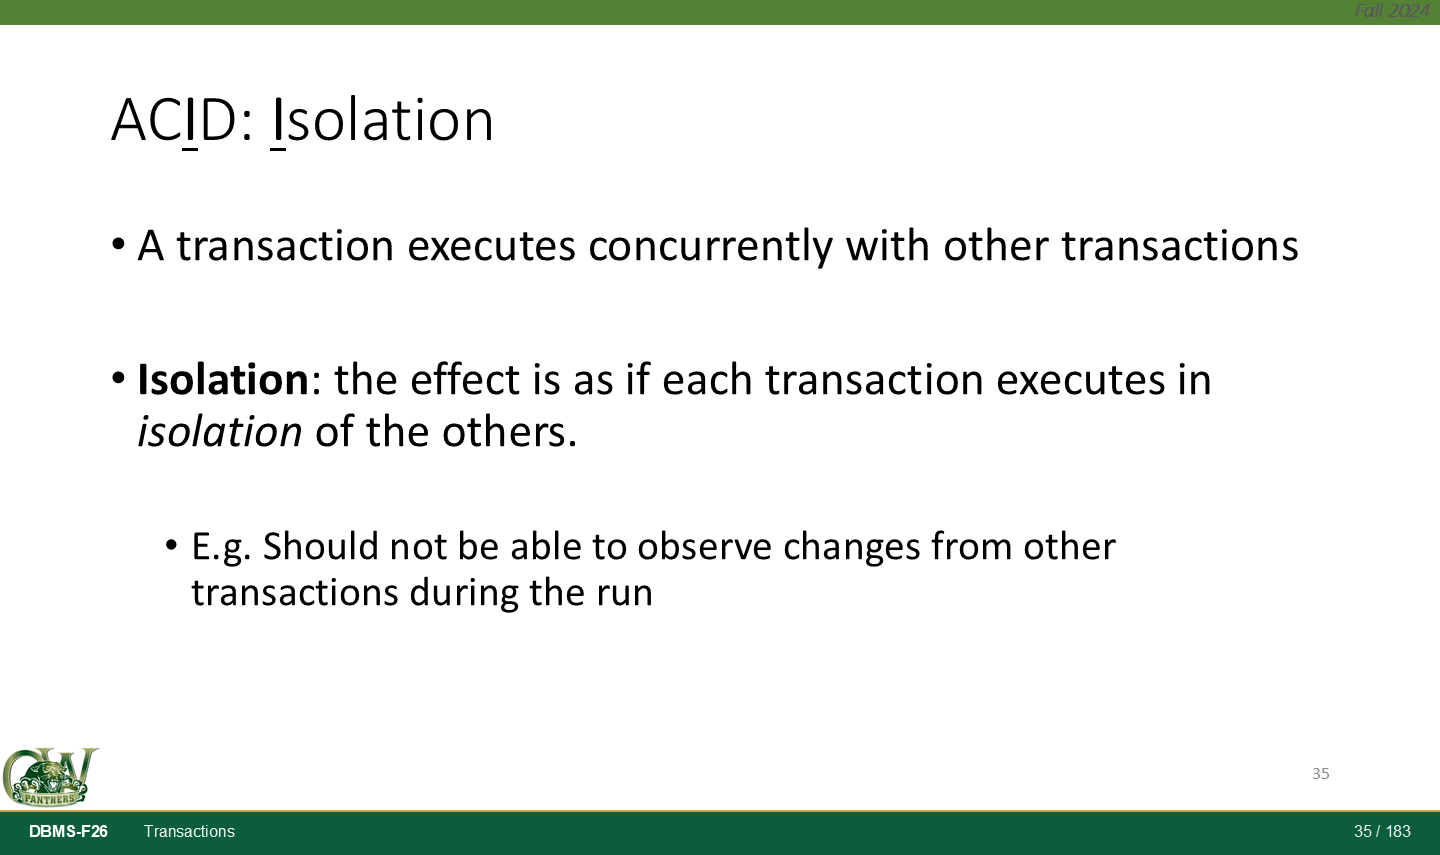 Fall 2024
ACID: Isolation
• A transaction executes concurrently with other transactions
• Isolation: the effect is as if each transaction executes in
isolation of the others.
• E.g. Should not be able to observe changes from other
transactions during the run
OW
PANTHERS
35
DBMS-F26 Transactions 35 / 183